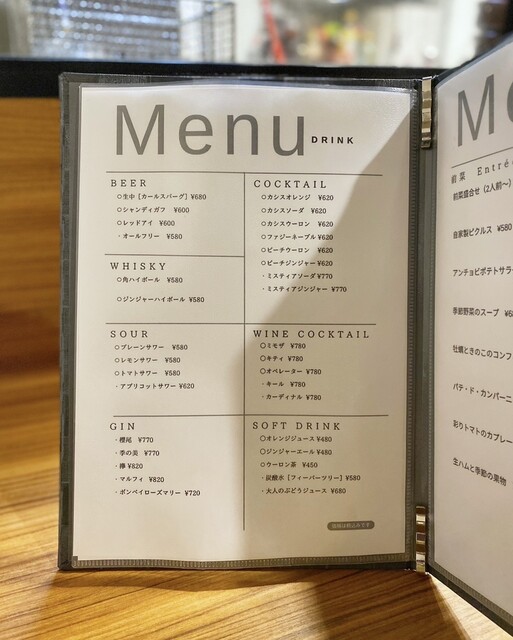 Menu DRINK
BEER
○生中［カールスバーグ］¥680
○シャンディガフ ¥600
○レッドアイ ¥600
・オールフリー ¥580
WHISKY
○角ハイボール ¥580
○ジンジャーハイボール ¥580
SOUR
○プレーンサワー ¥580
○レモンサワー ¥580
○トマトサワー ¥580
・アプリコットサワー ¥620
GIN
・櫻尾 ¥770
・季の美 ¥770
・欅 ¥820
・マルフィ ¥820
・ボンベイローズマリー ¥720
COCKTAIL
○カシスオレンジ ¥620
○カシスソーダ ¥620
○カシスウーロン ¥620
○ファジーネーブル ¥620
○ピーチウーロン ¥620
○ピーチジンジャー ¥620
・ミスティアソーダ ¥770
・ミスティアジンジャー ¥770
WINE COCKTAIL
○ミモザ ¥780
○キティ ¥780
○オペレーター ¥780
・キール ¥780
・カーディナル ¥780
SOFT DRINK
○オレンジジュース ¥480
○ジンジャーエール ¥480
○ウーロン茶 ¥450
・炭酸水［フィーバーツリー］¥580
・大人のぶどうジュース ¥680
価格は税込みです
前菜 Entré
前菜盛合せ（2人前〜）
自家製ピクルス ¥580
アンチョビポテトサラ
季節野菜のスープ
牡蠣ときのこのコンフ
パテ・ド・カンパーニ
彩りトマトのカプレー
生ハムと季節の果物